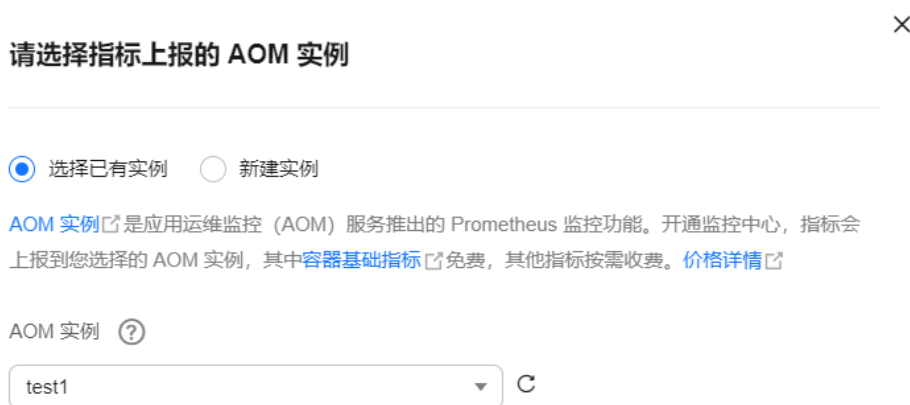 请选择指标上报的 AOM 实例
选择已有实例 新建实例
AOM 实例是应用运维监控（AOM）服务推出的 Prometheus 监控功能。开通监控中心，指标会
上报到您选择的 AOM 实例，其中容器基础指标免费，其他指标按需收费。价格详情
AOM 实例
test1